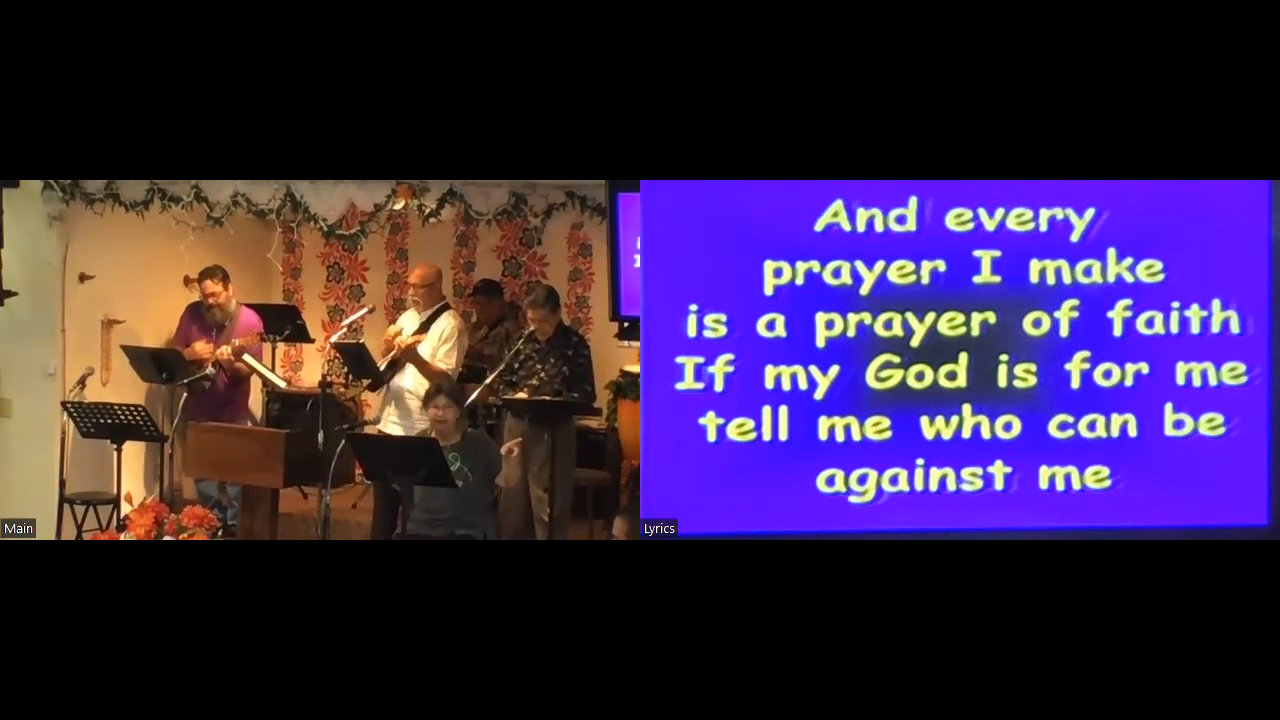 And every
prayer I make
is a prayer of faith
If my God is for me
tell me who can be
against me
Main
Lyrics